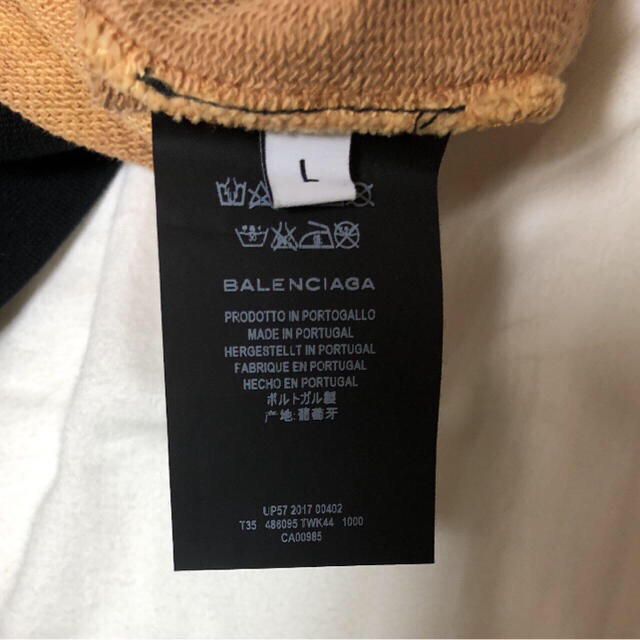 L
BALENCIAGA
PRODOTTO IN PORTOGALLO
MADE IN PORTUGAL
HERGESTELLT IN PORTUGAL
FABRIQUE EN PORTUGAL
HECHO EN PORTUGAL
ポルトガル製
产地:葡萄牙
UP57 2017 00402
T35 486095 TWK44 1000
CA00985